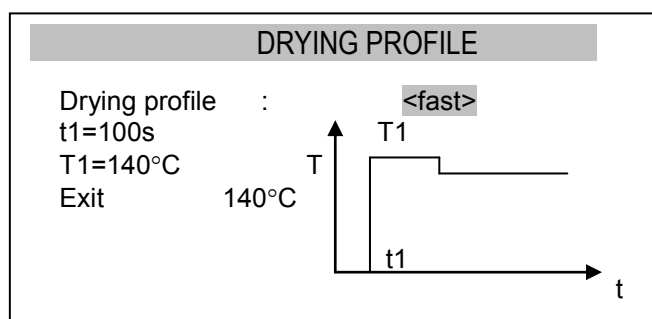 DRYING PROFILE
Drying profile : <fast>
t1=100s T1
T1=140°C T
Exit 140°C
t1
t